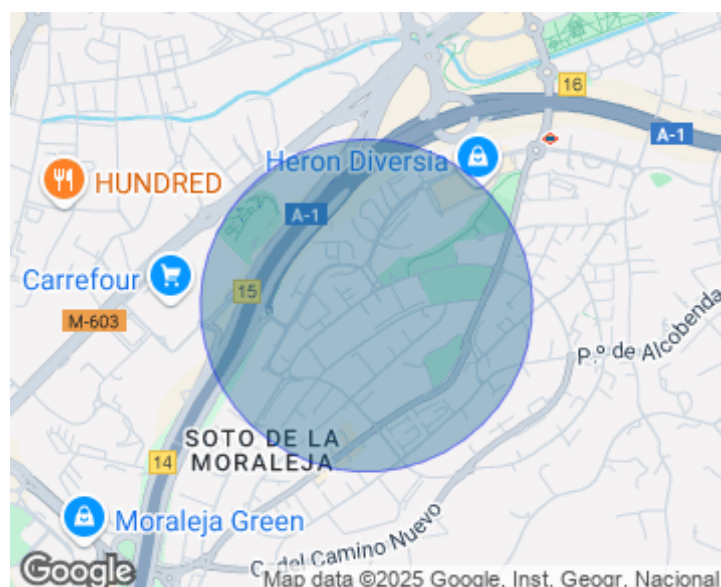 16
A-1
Heron Diversia
HUNDRED
A-1
Carrefour
15
M-603
P.º de Alcobenda
SOTO DE LA
MORALEJA
14
Moraleja Green
C. del Camino Nuevo
Google
Map data ©2025 Google, Inst. Geogr. Nacional